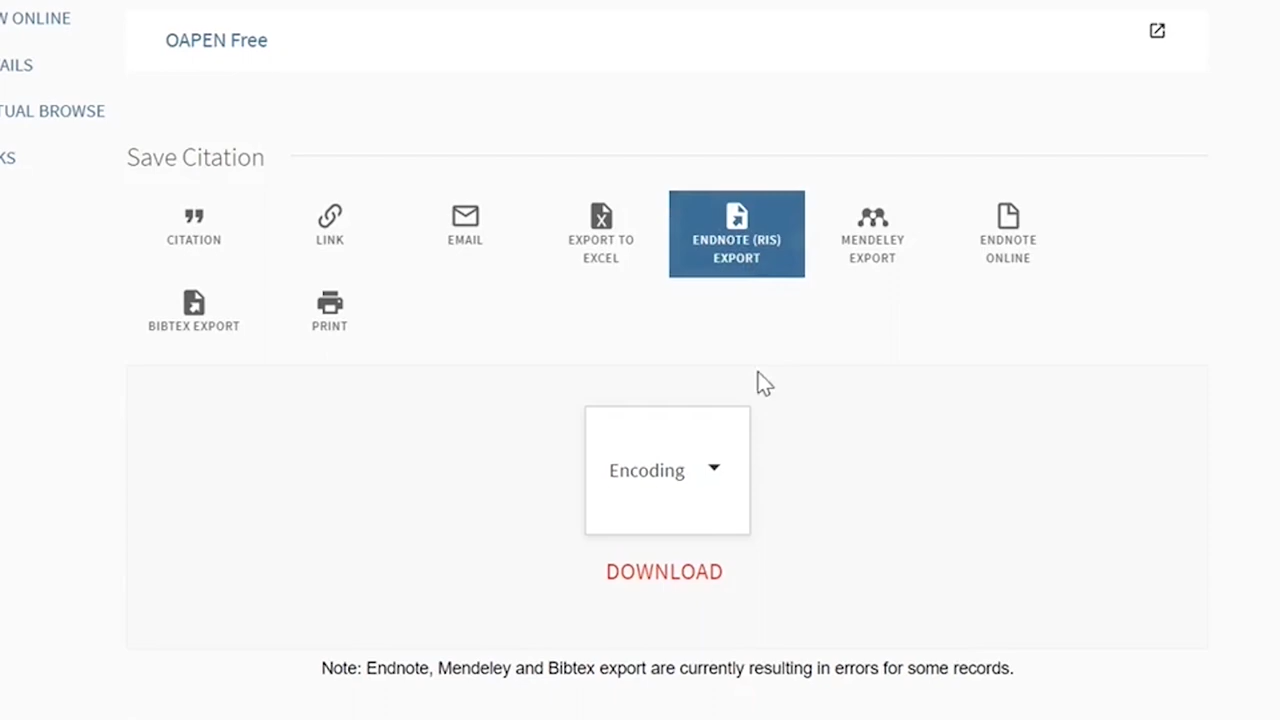 W ONLINE
OAPEN Free
AILS
TUAL BROWSE
KS
Save Citation
CITATION
LINK
EMAIL
EXPORT TO
EXCEL
ENDNOTE (RIS)
EXPORT
MENDELEY
EXPORT
ENDNOTE
ONLINE
BIBTEX EXPORT
PRINT
Encoding
DOWNLOAD
Note: Endnote, Mendeley and Bibtex export are currently resulting in errors for some records.